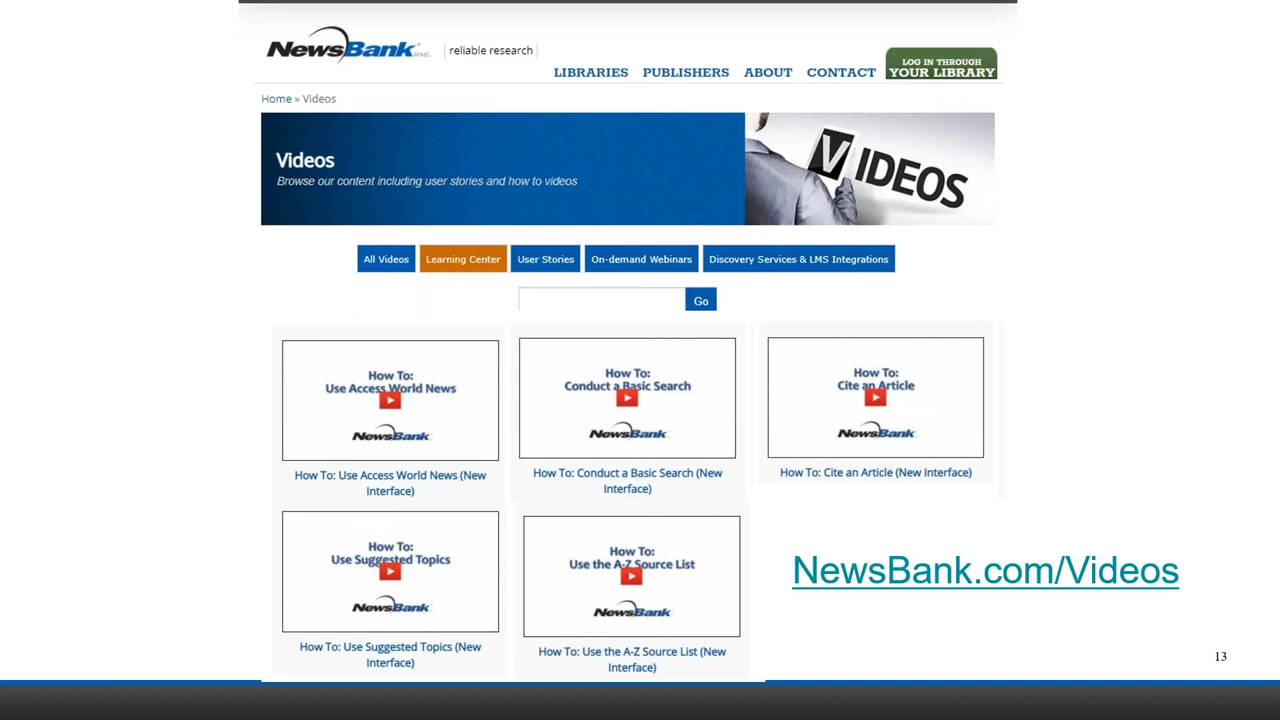 NewsBank inc. reliable research
LIBRARIES PUBLISHERS ABOUT CONTACT
LOG IN THROUGH
YOUR LIBRARY
Home » Videos
Videos
Browse our content including user stories and how to videos
VIDEOS
All Videos
Learning Center
User Stories
On-demand Webinars
Discovery Services & LMS Integrations
Go
How To:
Use Access World News
NewsBank
How To: Use Access World News (New
Interface)
How To:
Conduct a Basic Search
NewsBank
How To: Conduct a Basic Search (New
Interface)
How To:
Cite an Article
NewsBank
How To: Cite an Article (New Interface)
How To:
Use Suggested Topics
NewsBank
How To: Use Suggested Topics (New
Interface)
How To:
Use the A-Z Source List
NewsBank
How To: Use the A-Z Source List (New
Interface)
NewsBank.com/Videos
13